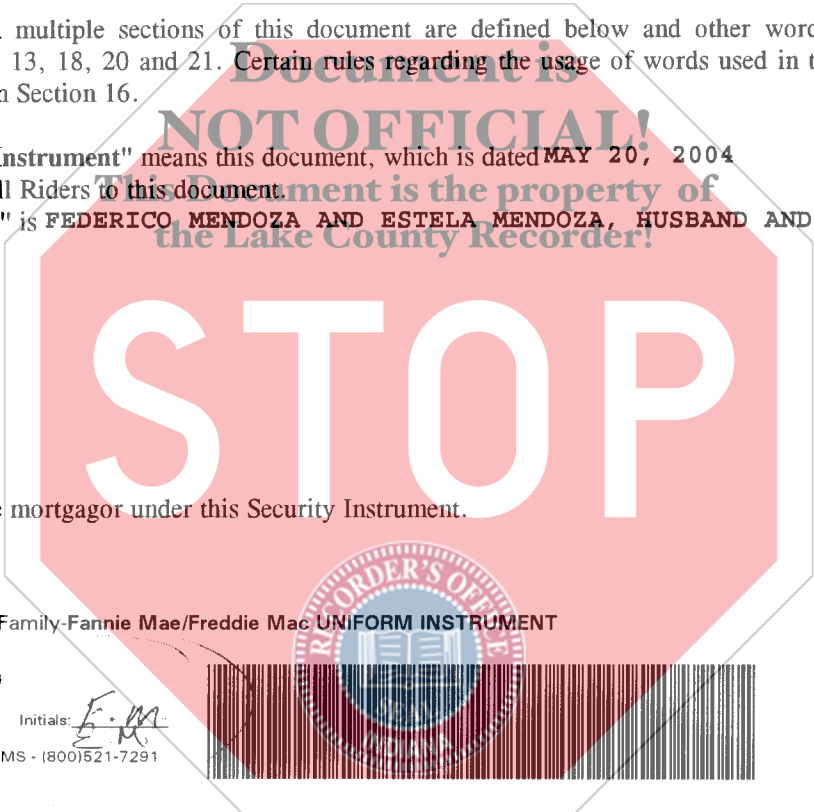 multiple sections of this document are defined below and other word
13, 18, 20 and 21. Certain rules regarding the usage of words used in t
n Section 16.
Document is
NOT OFFICIAL!
Instrument" means this document, which is dated MAY 20, 2004
ll Riders to this document.
This Document is the property of
" is FEDERICO MENDOZA AND ESTELA MENDOZA, HUSBAND AND
the Lake County Recorder!
STOP
e mortgagor under this Security Instrument.
RECORDER'S OFFICE
Family-Fannie Mae/Freddie Mac UNIFORM INSTRUMENT
Initials: F. M
E M.
SEAL
MS - (800)521-7291
INDIANA